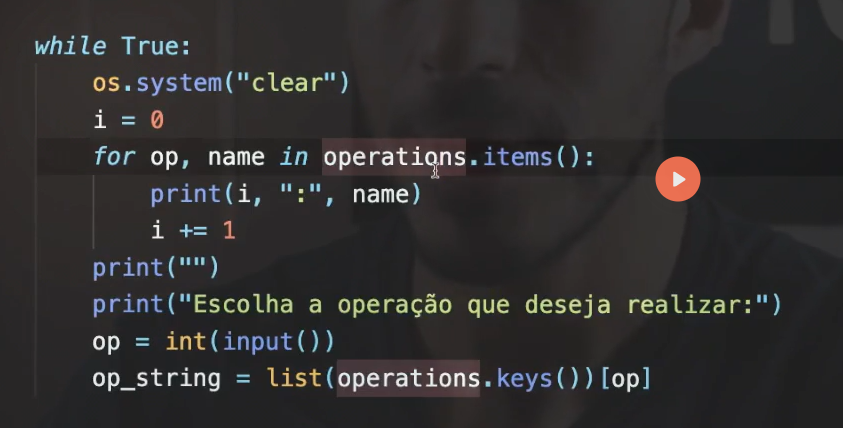 while True:
    os.system("clear")
    i = 0
    for op, name in operations.items():
        print(i, ":", name)
        i += 1
    print("")
    print("Escolha a operação que deseja realizar:")
    op = int(input())
    op_string = list(operations.keys())[op]